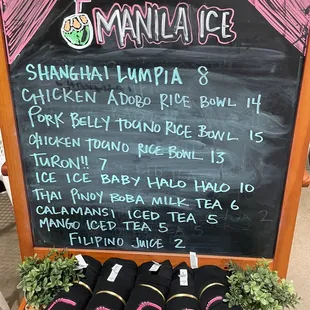 MANILA ICE
SHANGHAI LUMPIA 8
CHICKEN ADOBO RICE BOWL 14
PORK BELLY TOCINO RICE BOWL 15
CHICKEN TOCINO RICE BOWL 13
TURON!! 7
ICE ICE BABY HALO HALO 10
THAI PINOY BOBA MILK TEA 6
CALAMANSI ICED TEA 5
MANGO ICED TEA 5
FILIPINO JUICE 2